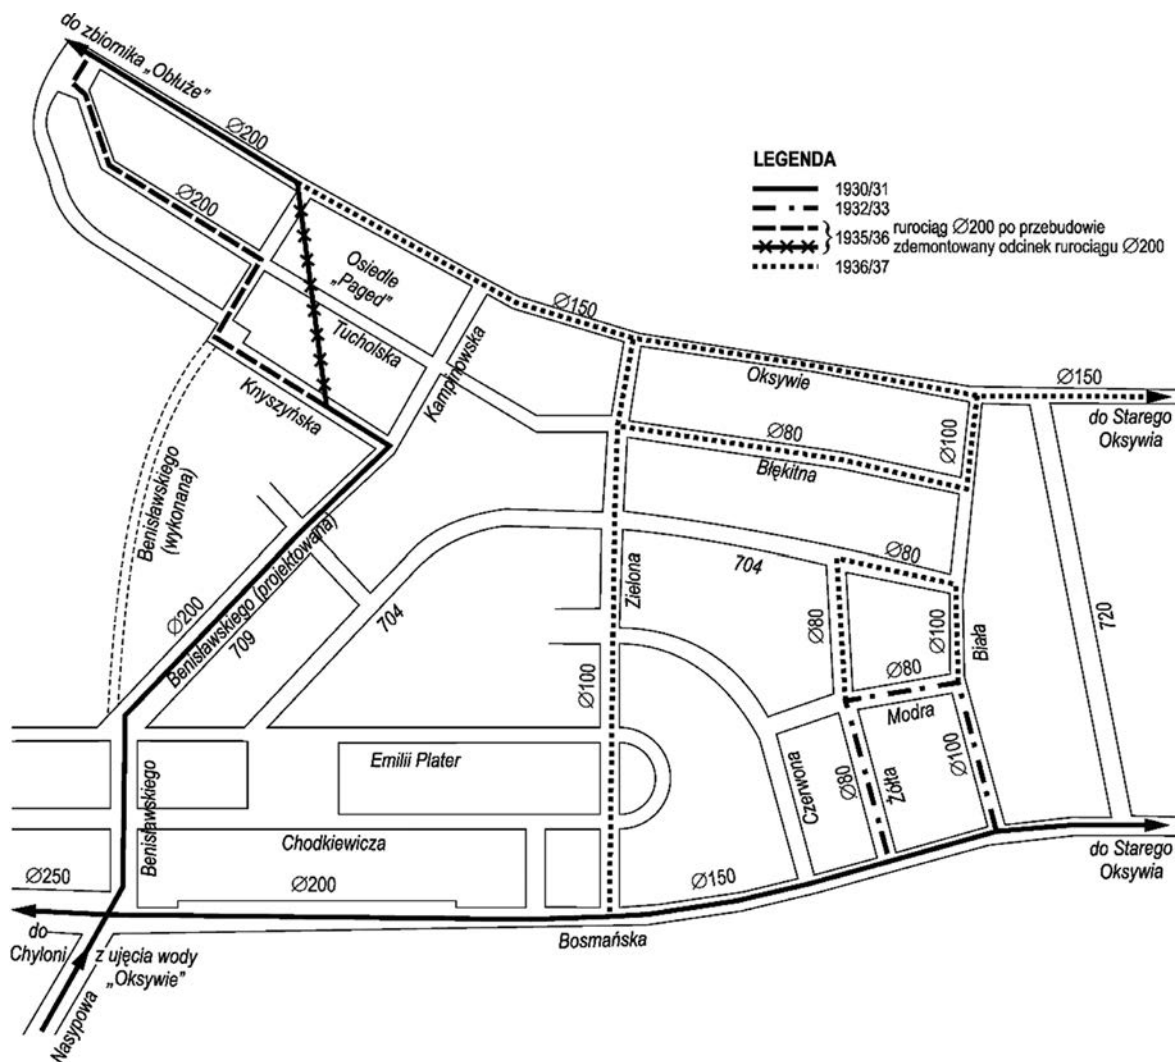 do zbiornika „Obłuże”
∅200
∅200
LEGENDA
1930/31
1932/33
1935/36
rurociąg ∅200 po przebudowie
zdemontowany odcinek rurociągu ∅200
1936/37
Osiedle
„Paged”
Tucholska
Kampinowska
Knyszyńska
∅150
Oksywie
∅150
do Starego
Oksywia
∅80
∅100
Błękitna
Benisławskiego
(wykonana)
Benisławskiego (projektowana)
∅200
709
704
704
∅80
Zielona
∅80
∅100
Biała
720
∅80
Modra
∅100
Emilii Plater
Czerwona
∅80
Żółta
∅100
Benisławskiego
Chodkiewicza
∅250
∅200
∅150
do Starego
Oksywia
Bosmańska
do
Chyloni
z ujęcia wody
„Oksywie”
Nasypowa